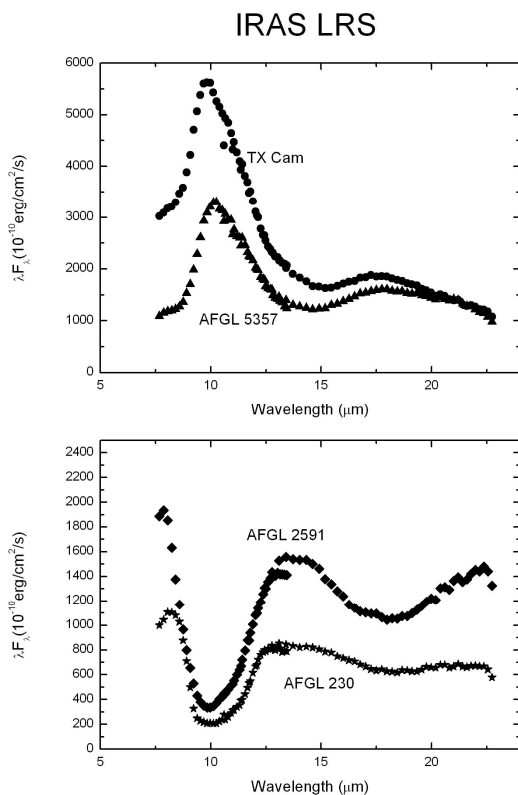 IRAS LRS
6000
5000
4000
3000
2000
1000
0
λFλ(10⁻¹⁰erg/cm²/s)
TX Cam
AFGL 5357
5 10 15 20
Wavelength (μm)
2400
2200
2000
1800
1600
1400
1200
1000
800
600
400
200
0
λFλ(10⁻¹⁰erg/cm²/s)
AFGL 2591
AFGL 230
5 10 15 20
Wavelength (μm)